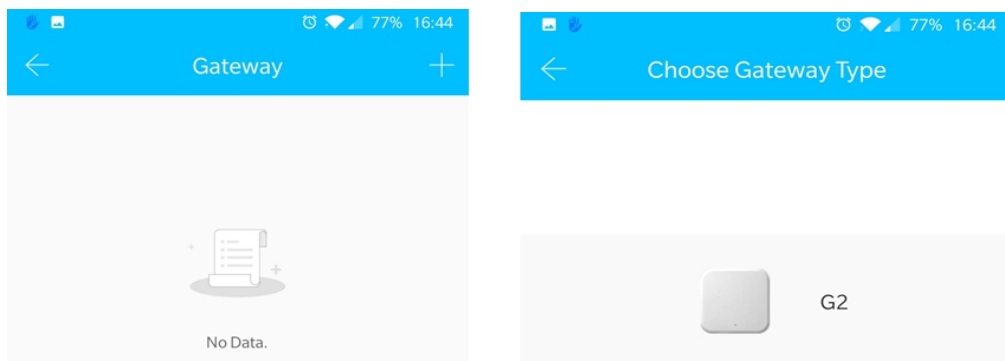 77% 16:44
Gateway
No Data.
77% 16:44
Choose Gateway Type
G2